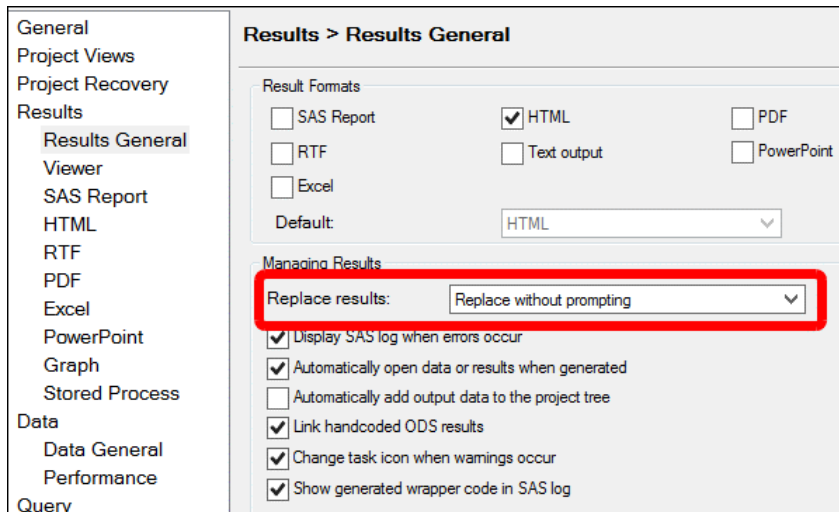 General
Project Views
Project Recovery
Results
Results General
Viewer
SAS Report
HTML
RTF
PDF
Excel
PowerPoint
Graph
Stored Process
Data
Data General
Performance
Query
Results > Results General
Result Formats
SAS Report HTML PDF
RTF Text output PowerPoint
Excel
Default: HTML
Managing Results
Replace results: Replace without prompting
Display SAS log when errors occur
Automatically open data or results when generated
Automatically add output data to the project tree
Link handcoded ODS results
Change task icon when warnings occur
Show generated wrapper code in SAS log